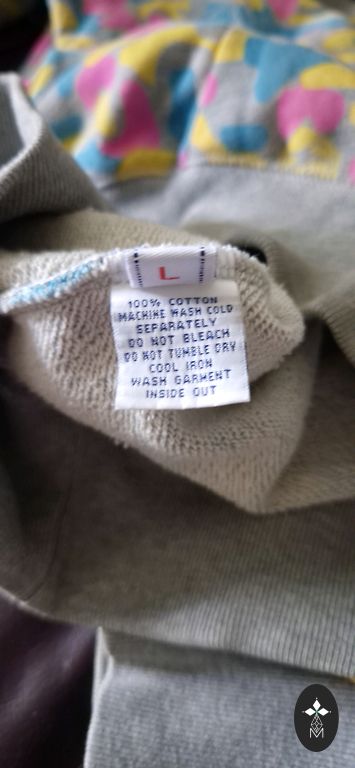 L
100% COTTON
MACHINE WASH COLD
SEPARATELY
DO NOT BLEACH
DO NOT TUMBLE DRY
COOL IRON
WASH GARMENT
INSIDE OUT
M